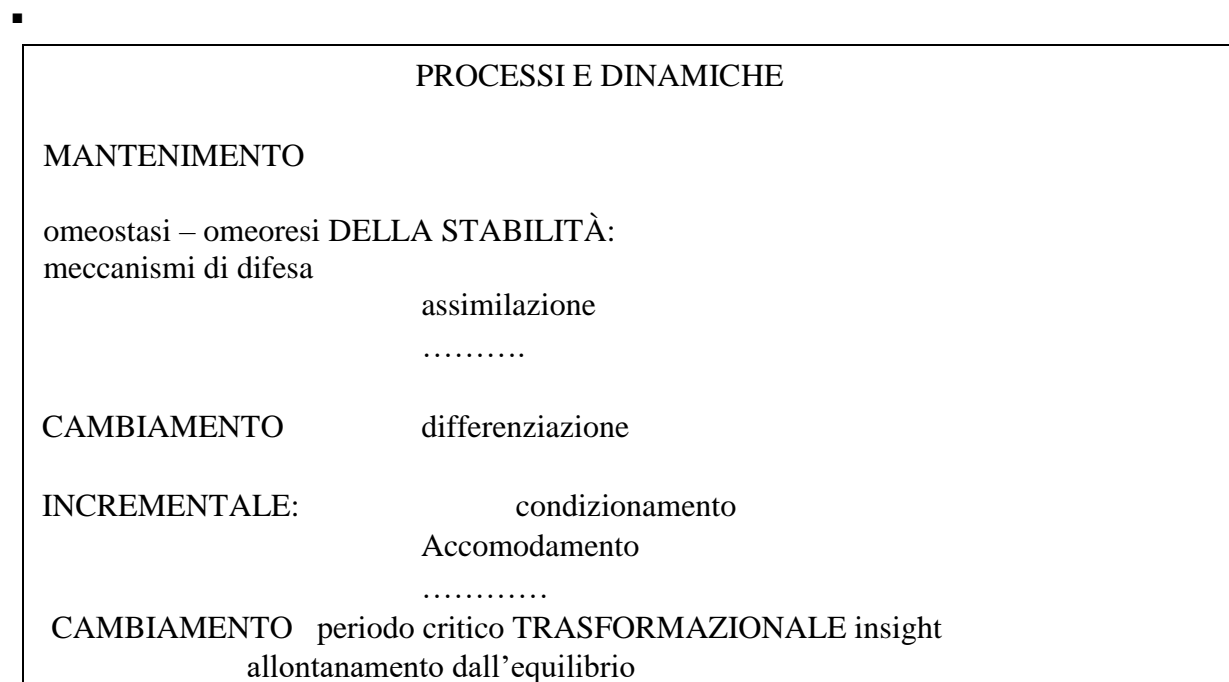 PROCESSI E DINAMICHE
MANTENIMENTO
omeostasi – omeoresi DELLA STABILITÀ:
meccanismi di difesa
assimilazione
……….
CAMBIAMENTO differenziazione
INCREMENTALE: condizionamento
Accomodamento
…………
CAMBIAMENTO periodo critico TRASFORMAZIONALE insight
allontanamento dall’equilibrio